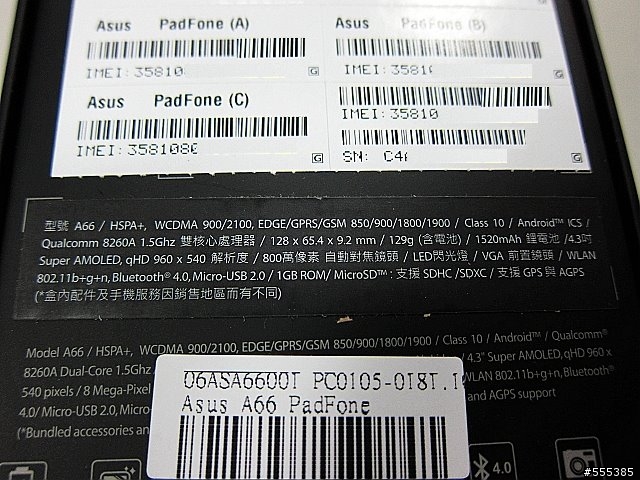 Asus PadFone (A)
Asus PadFone (B)
IMEI: 35810
G
IMEI: 3581
G
Asus PadFone (C)
IMEI: 35810
IMEI: 358108
G
SN: C4
G
型號 A66 / HSPA+, WCDMA 900/2100, EDGE/GPRS/GSM 850/900/1800/1900 / Class 10 / Android™ ICS /
Qualcomm 8260A 1.5Ghz 雙核心處理器 / 128 x 65.4 x 9.2 mm / 129g (含電池) / 1520mAh 鋰電池 /4.3吋
Super AMOLED, qHD 960 x 540 解析度 / 800萬像素 自動對焦鏡頭 / LED閃光燈 / VGA 前置鏡頭 / WLAN
802.11b+g+n, Bluetooth® 4.0, Micro-USB 2.0 / 1GB ROM/ MicroSD™ : 支援 SDHC /SDXC / 支援 GPS 與 AGPS
(*盒內配件及手機服務因銷售地區而有不同)
Model A66 / HSPA+, WCDMA 900/2100, EDGE/GPRS/GSM 850/900/1800/1900 / Class 10 / Android™ / Qualcomm®
8260A Dual-Core 1.5Ghz / 4.3" Super AMOLED, qHD 960 x
540 pixels / 8 Mega-Pixel WLAN 802.11b+g+n, Bluetooth®
4.0/ Micro-USB 2.0, Micro and AGPS support
(*Bundled accessories an
06ASA6600T PC0105-018T.1
Asus A66 PadFone
4.0
#555385